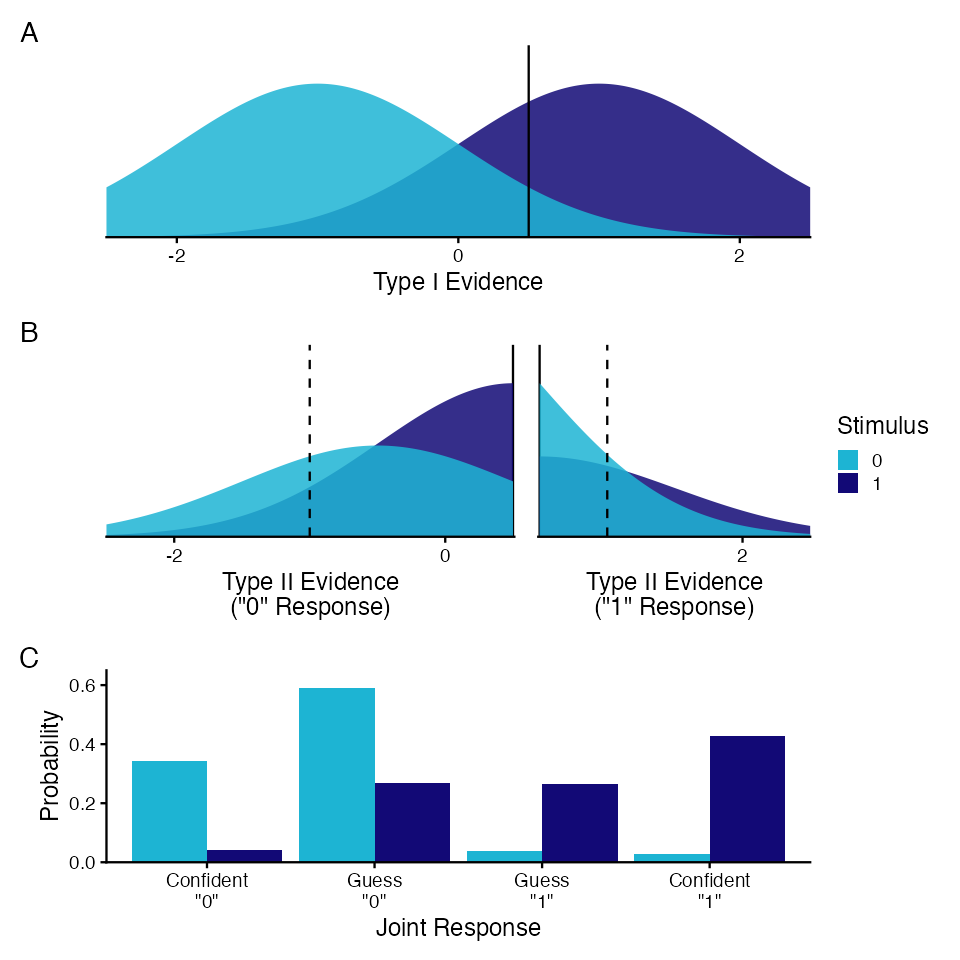 A
-2
0
2
Type I Evidence
B
-2
0
2
Type II Evidence
("0" Response)
Type II Evidence
("1" Response)
Stimulus
0
1
C
0.6
0.4
0.2
0.0
Probability
Confident
"0"
Guess
"0"
Guess
"1"
Confident
"1"
Joint Response